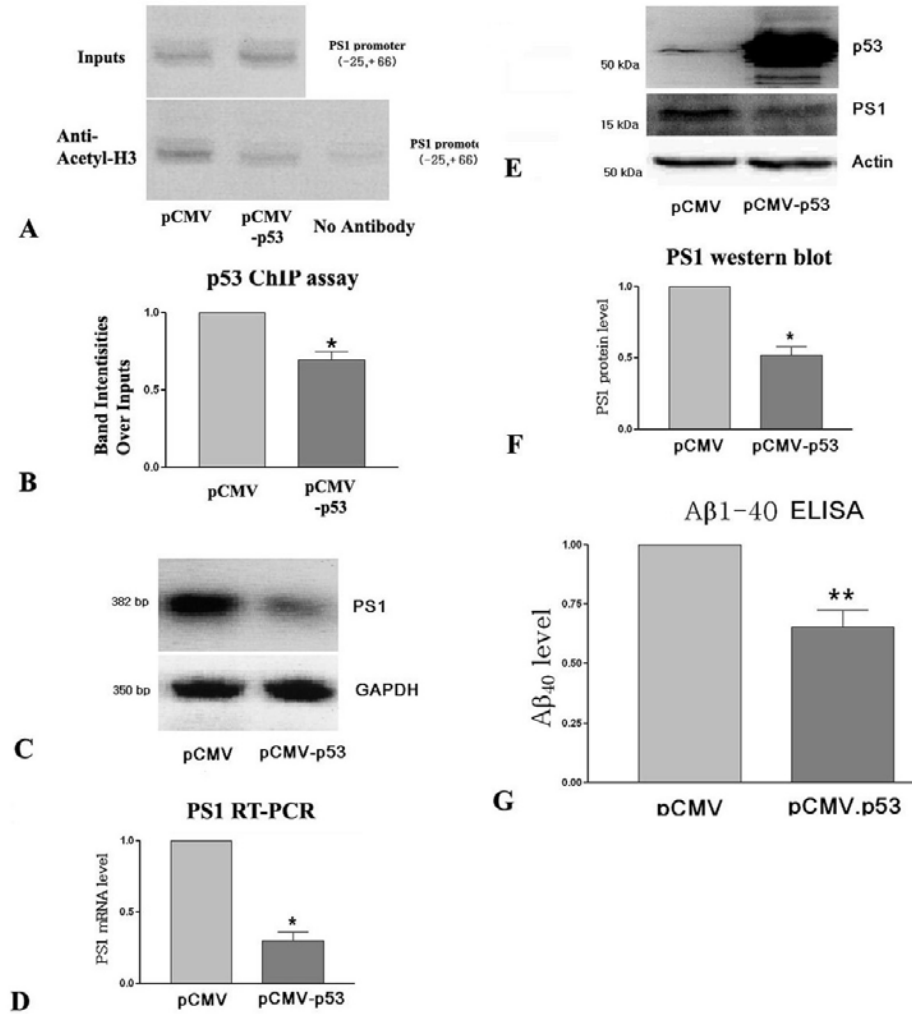 Inputs
PS1 promoter
(-25,+66)
Anti-
Acetyl-H3
PS1 promote
(-25,+66)
pCMV
pCMV
-p53
No Antibody
A
p53 ChIP assay
Band Intentisities
Over Inputs
1.0
0.5
0.0
*
pCMV
pCMV
-p53
B
382 bp
PS1
350 bp
GAPDH
pCMV
pCMV-p53
C
PS1 RT-PCR
PS1 mRNA level
1.0
0.5
0.0
*
pCMV
pCMV-p53
D
50 kDa
p53
15 kDa
PS1
50 kDa
Actin
pCMV
pCMV-p53
E
PS1 western blot
PS1 protein level
1.0
0.5
0.0
*
pCMV
pCMV-p53
F
Aβ1-40 ELISA
Aβ40 level
1.00
0.75
0.50
0.25
0.00
**
pCMV
pCMV.p53
G